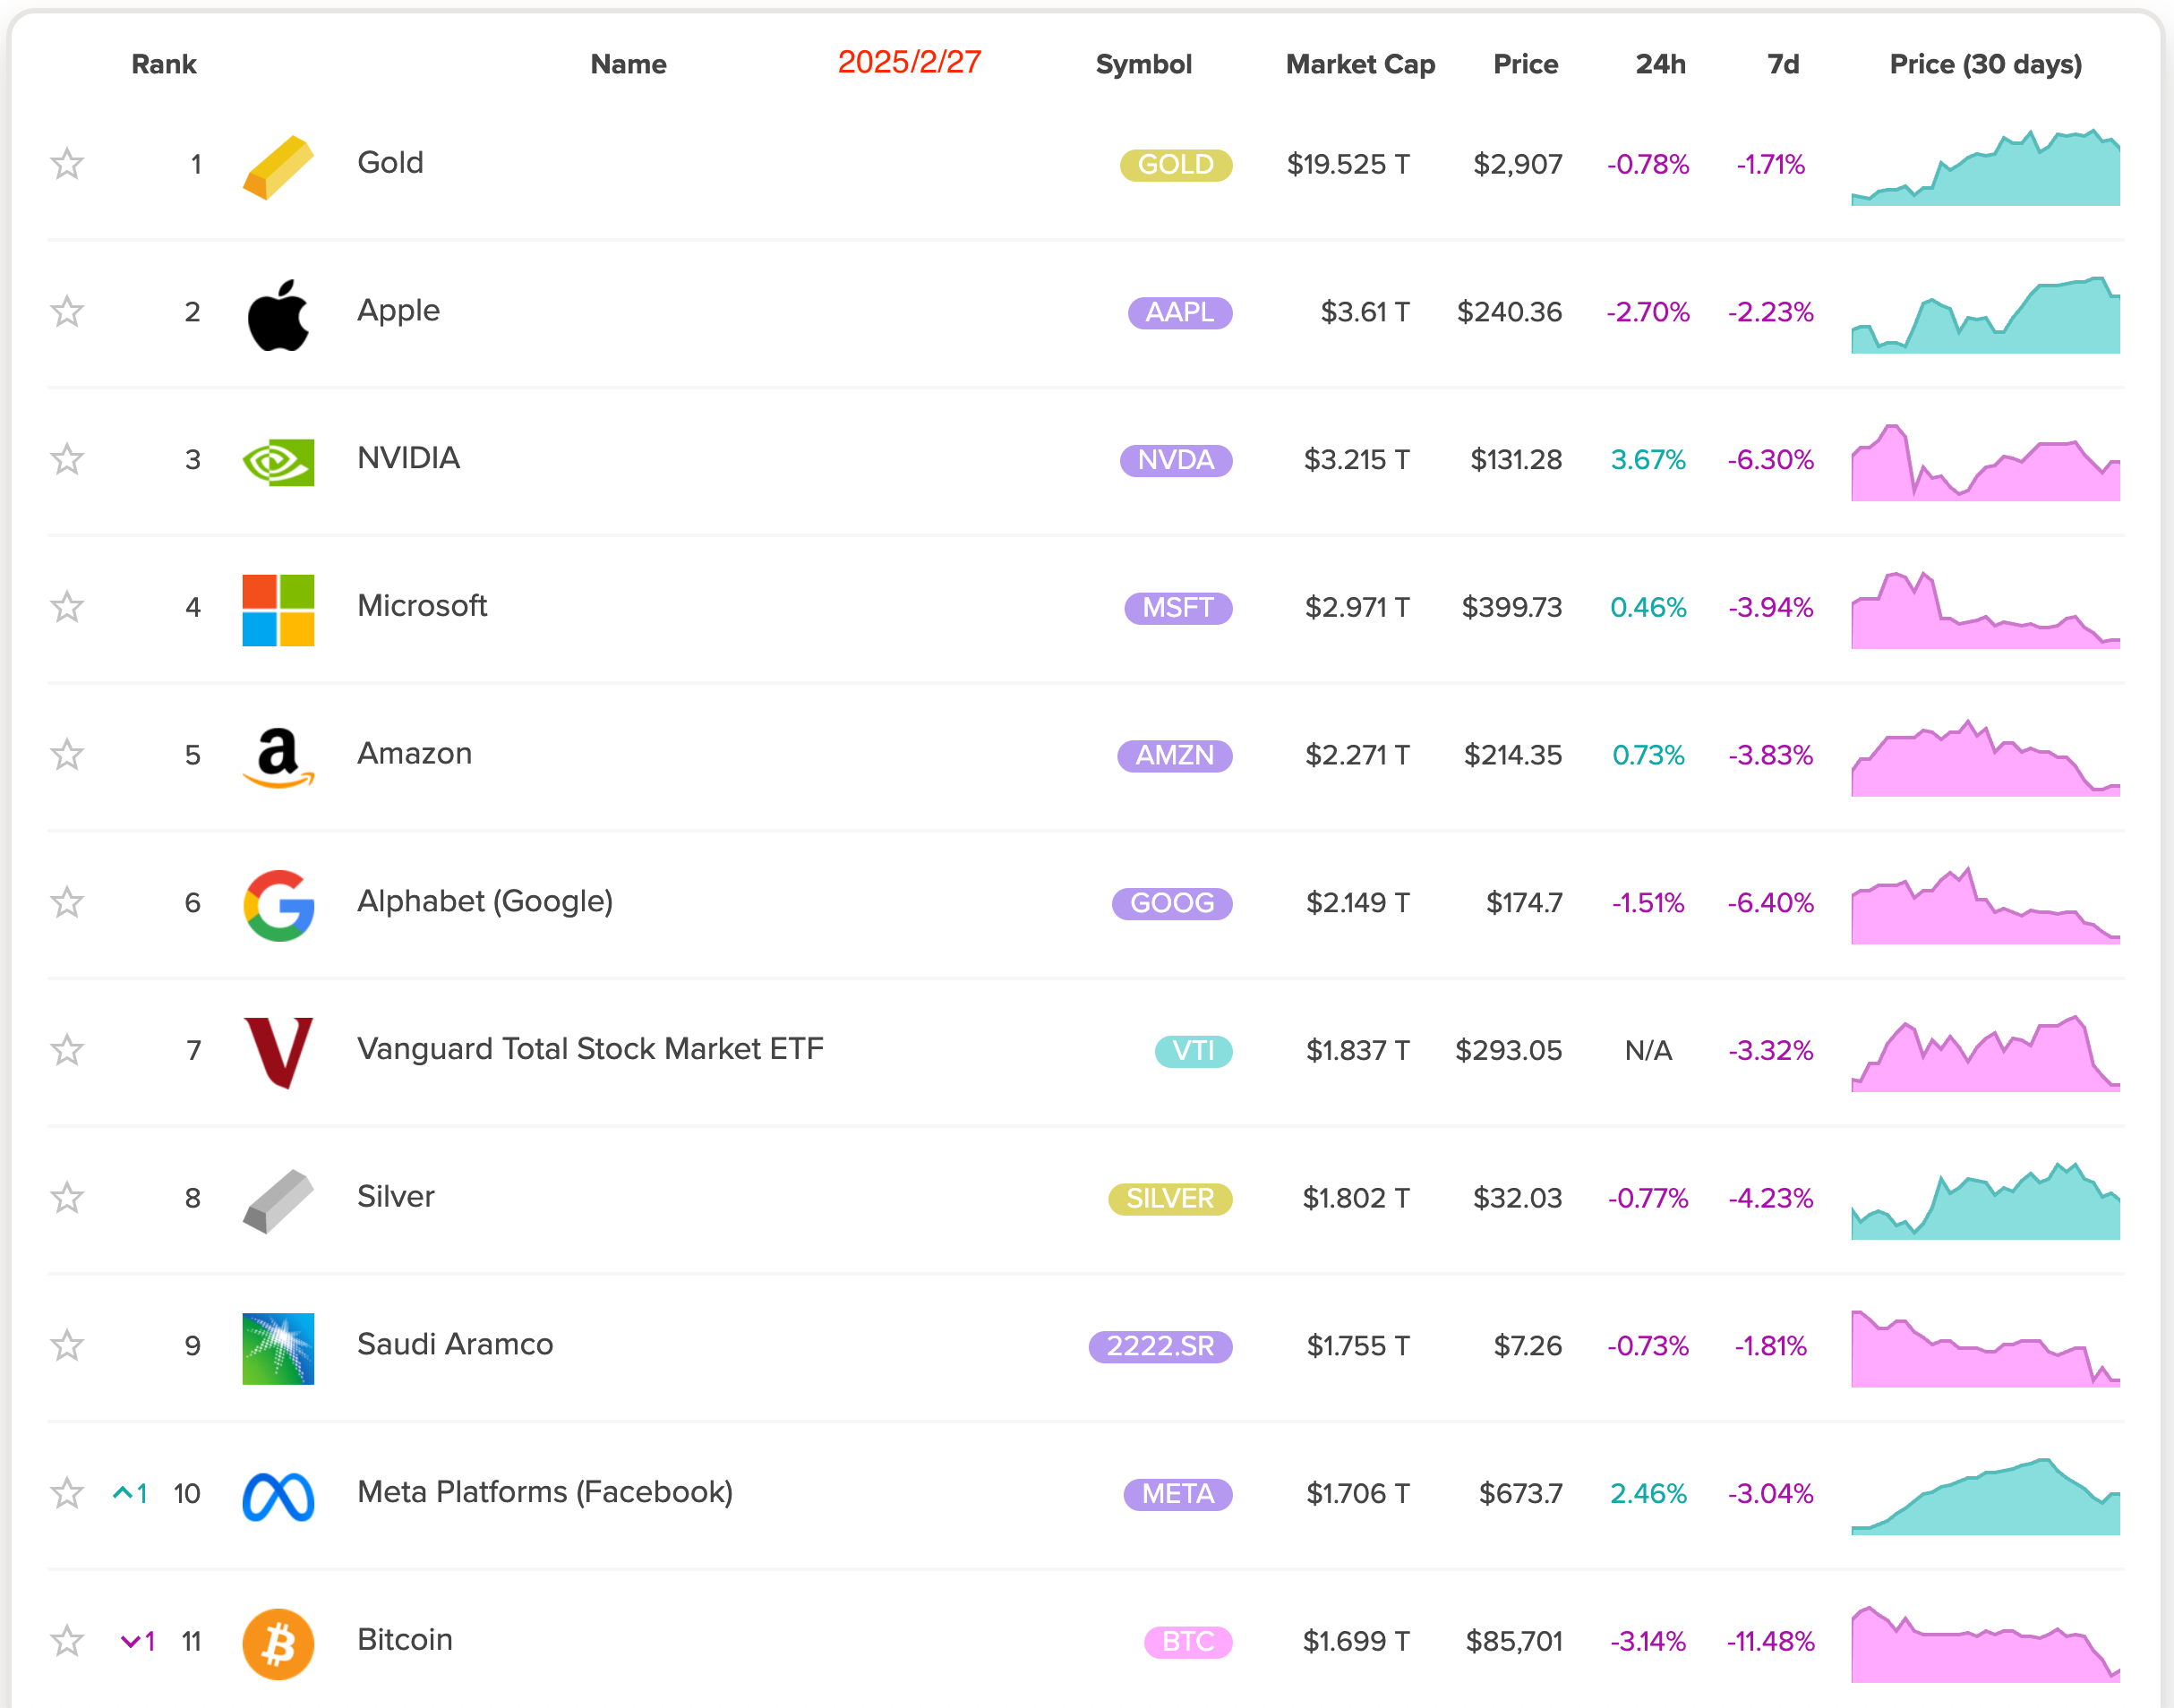 Rank Name 2025/2/27 Symbol Market Cap Price 24h 7d Price (30 days)
1 Gold GOLD $19.525 T $2,907 -0.78% -1.71%
2 Apple AAPL $3.61 T $240.36 -2.70% -2.23%
3 NVIDIA NVDA $3.215 T $131.28 3.67% -6.30%
4 Microsoft MSFT $2.971 T $399.73 0.46% -3.94%
5 a Amazon AMZN $2.271 T $214.35 0.73% -3.83%
6 G Alphabet (Google) GOOG $2.149 T $174.7 -1.51% -6.40%
7 V Vanguard Total Stock Market ETF VTI $1.837 T $293.05 N/A -3.32%
8 Silver SILVER $1.802 T $32.03 -0.77% -4.23%
9 Saudi Aramco 2222.SR $1.755 T $7.26 -0.73% -1.81%
1 10 Meta Platforms (Facebook) META $1.706 T $673.7 2.46% -3.04%
1 11 Bitcoin BTC $1.699 T $85,701 -3.14% -11.48%